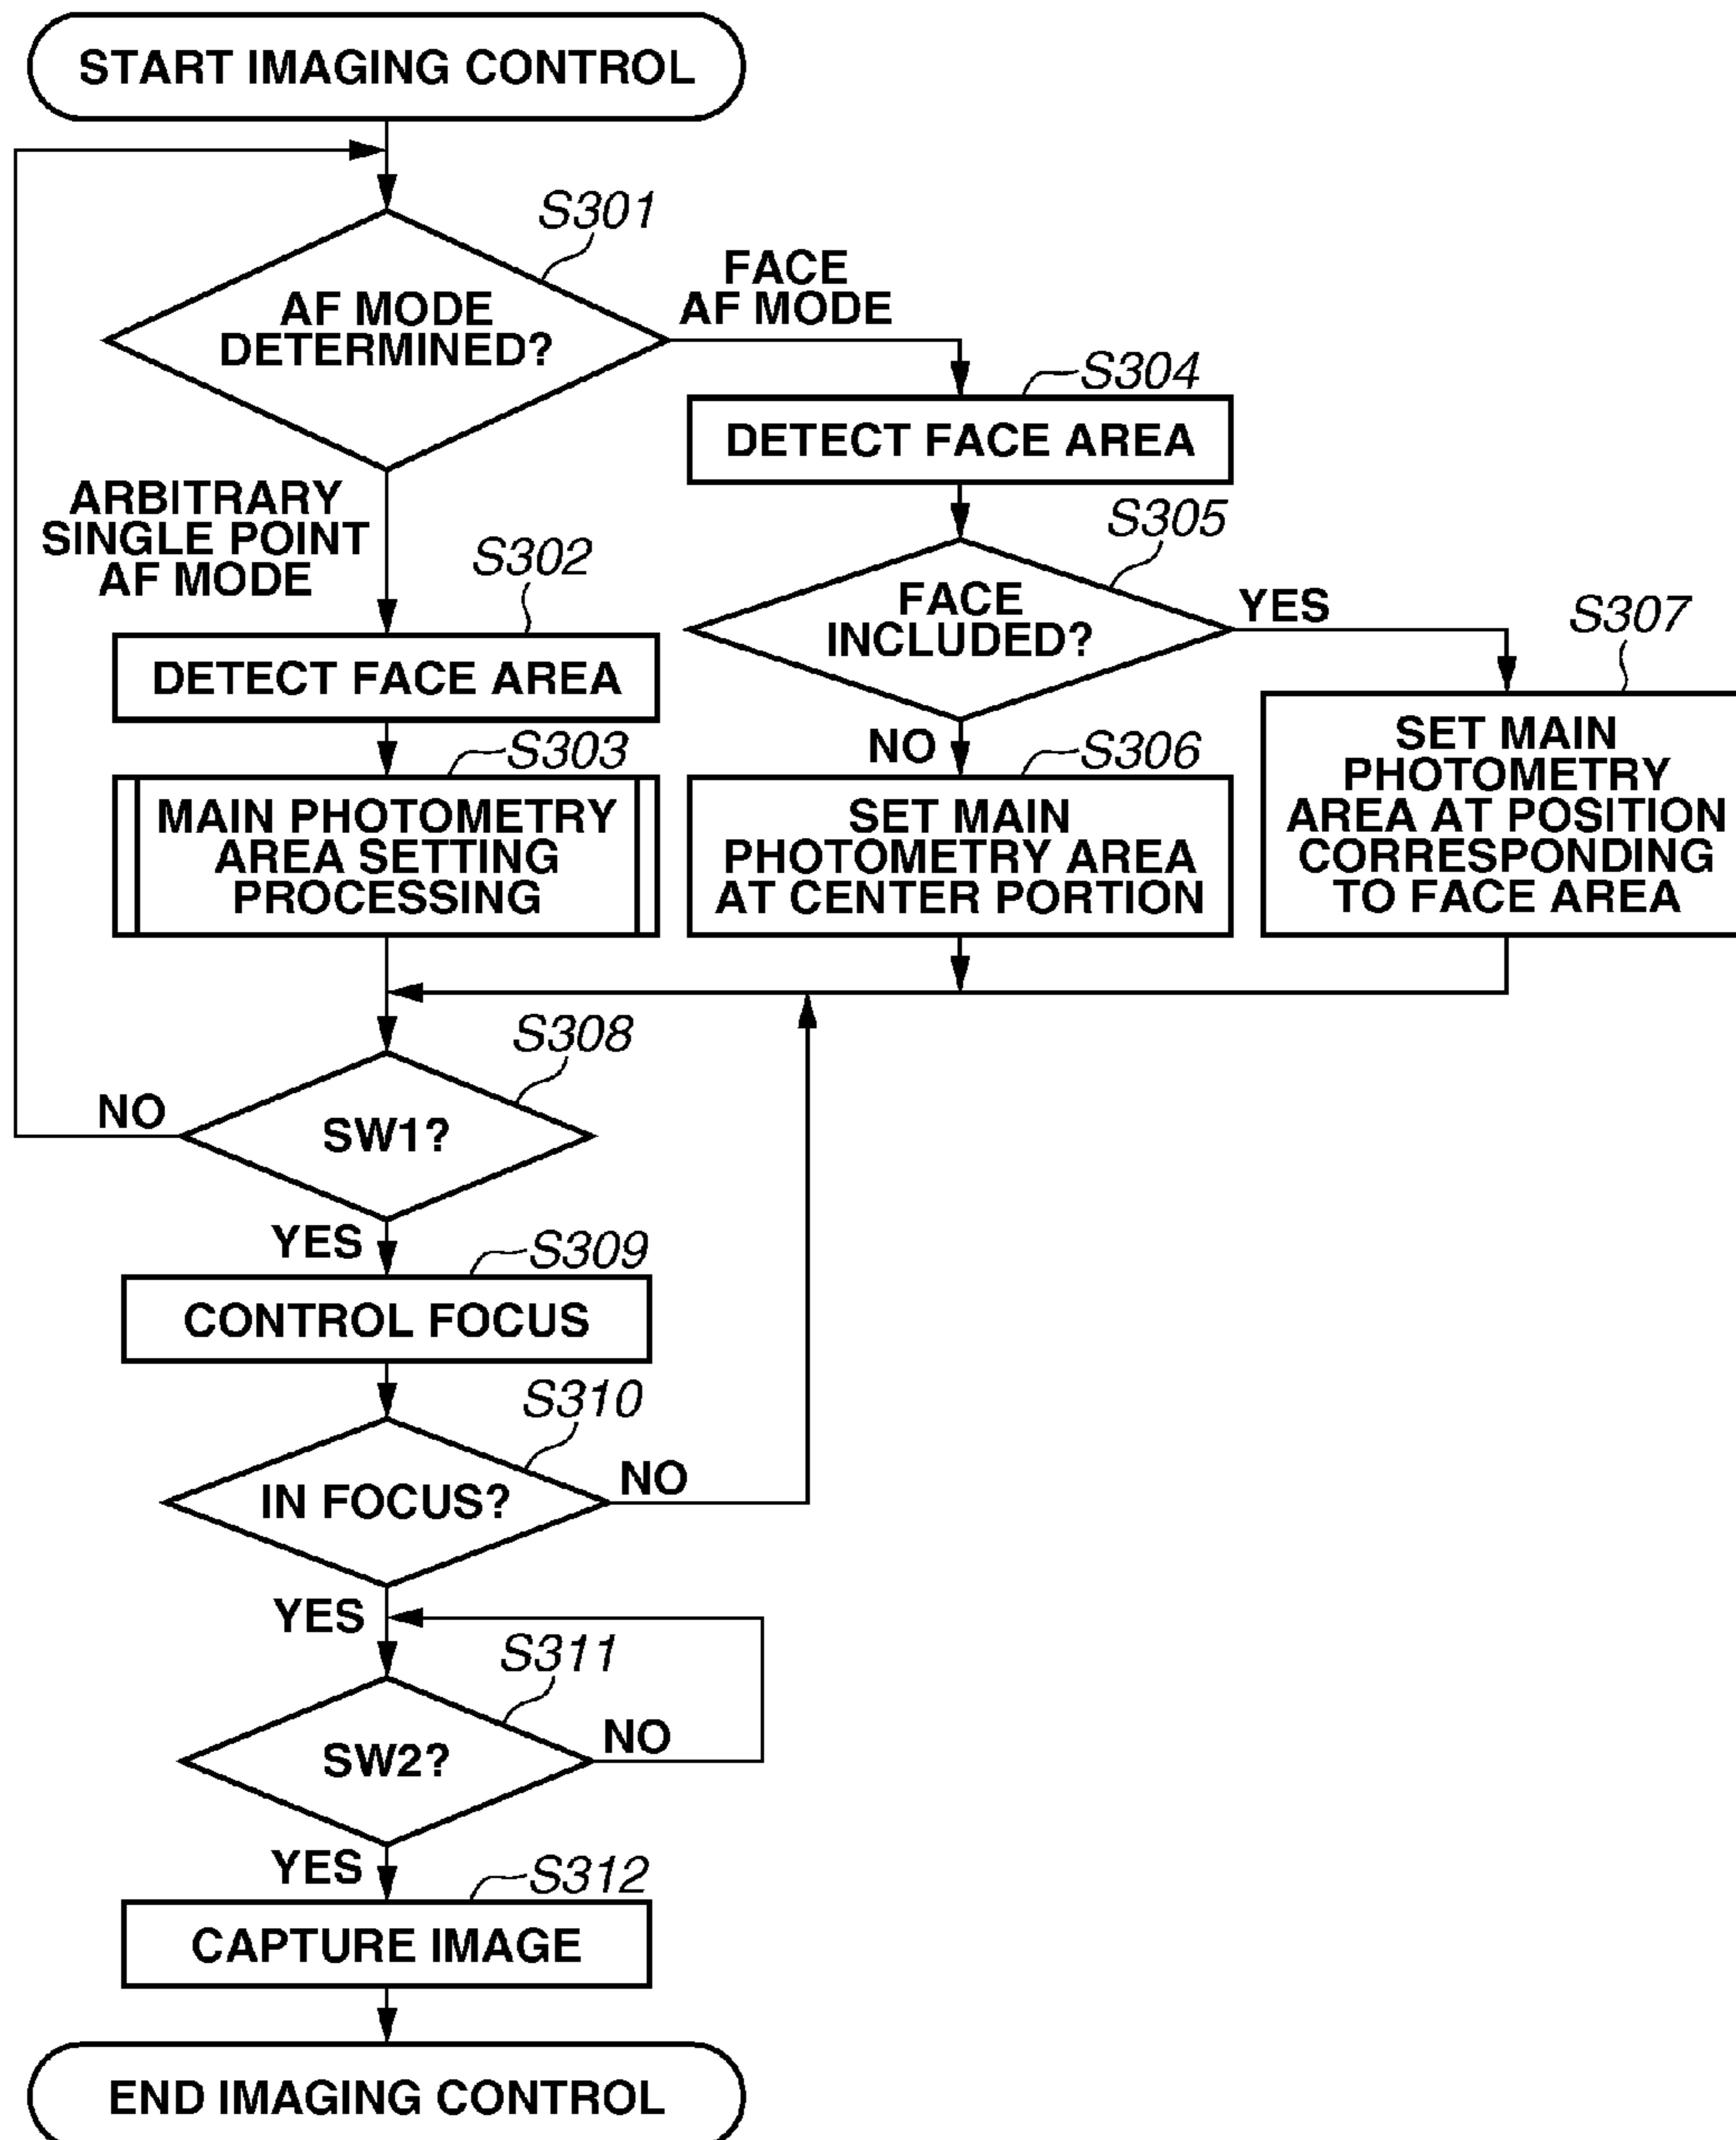 START IMAGING CONTROL
S301
AF MODE
DETERMINED?
FACE
AF MODE
S304
DETECT FACE AREA
ARBITRARY
SINGLE POINT
AF MODE
S302
DETECT FACE AREA
S305
FACE
INCLUDED?
YES
S307
NO
S303
MAIN PHOTOMETRY
AREA SETTING
PROCESSING
S306
SET MAIN
PHOTOMETRY AREA
AT CENTER PORTION
SET MAIN
PHOTOMETRY
AREA AT POSITION
CORRESPONDING
TO FACE AREA
S308
NO
SW1?
YES
S309
CONTROL FOCUS
S310
IN FOCUS?
NO
YES
S311
SW2?
NO
YES
S312
CAPTURE IMAGE
END IMAGING CONTROL